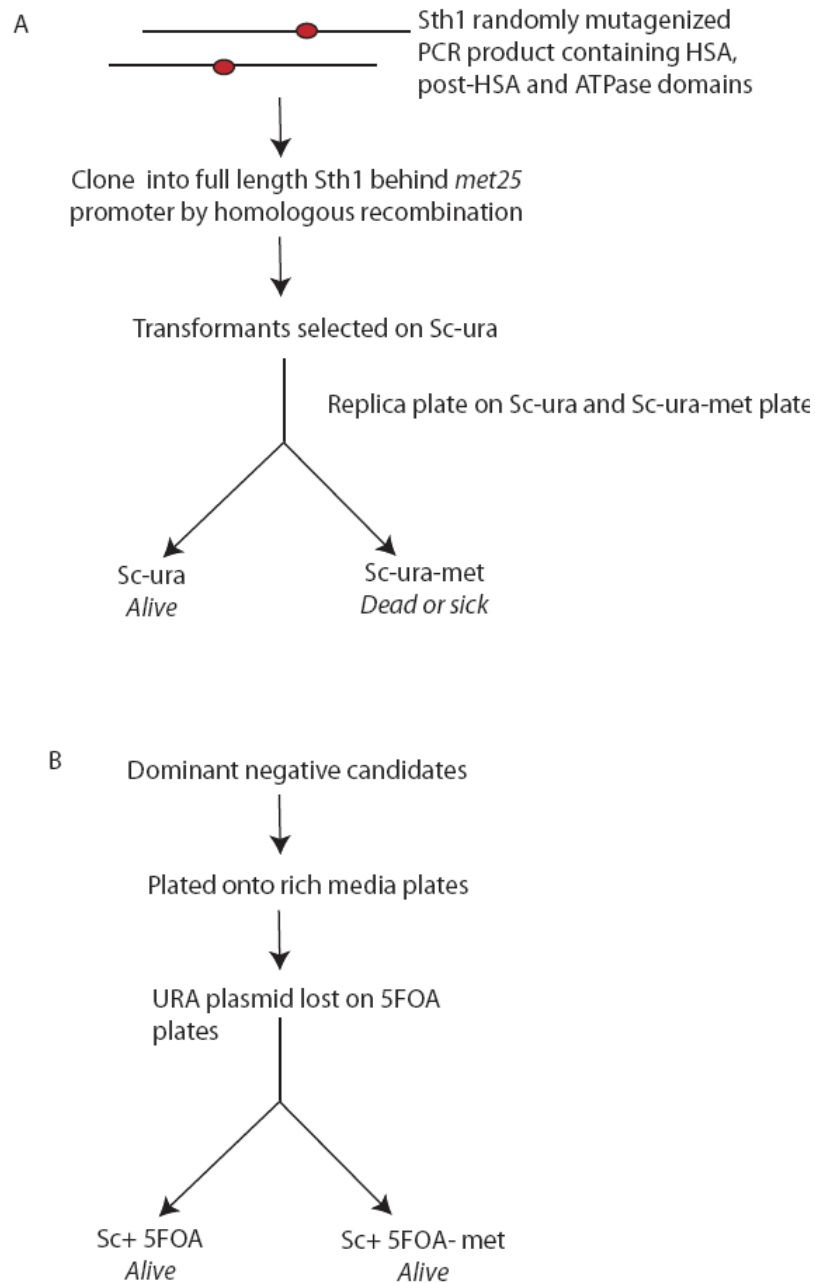 A
Sth1 randomly mutagenized
PCR product containing HSA,
post-HSA and ATPase domains
Clone into full length Sth1 behind met25
promoter by homologous recombination
Transformants selected on Sc-ura
Replica plate on Sc-ura and Sc-ura-met plate
Sc-ura
Alive
Sc-ura-met
Dead or sick
B
Dominant negative candidates
Plated onto rich media plates
URA plasmid lost on 5FOA
plates
Sc+ 5FOA
Alive
Sc+ 5FOA- met
Alive